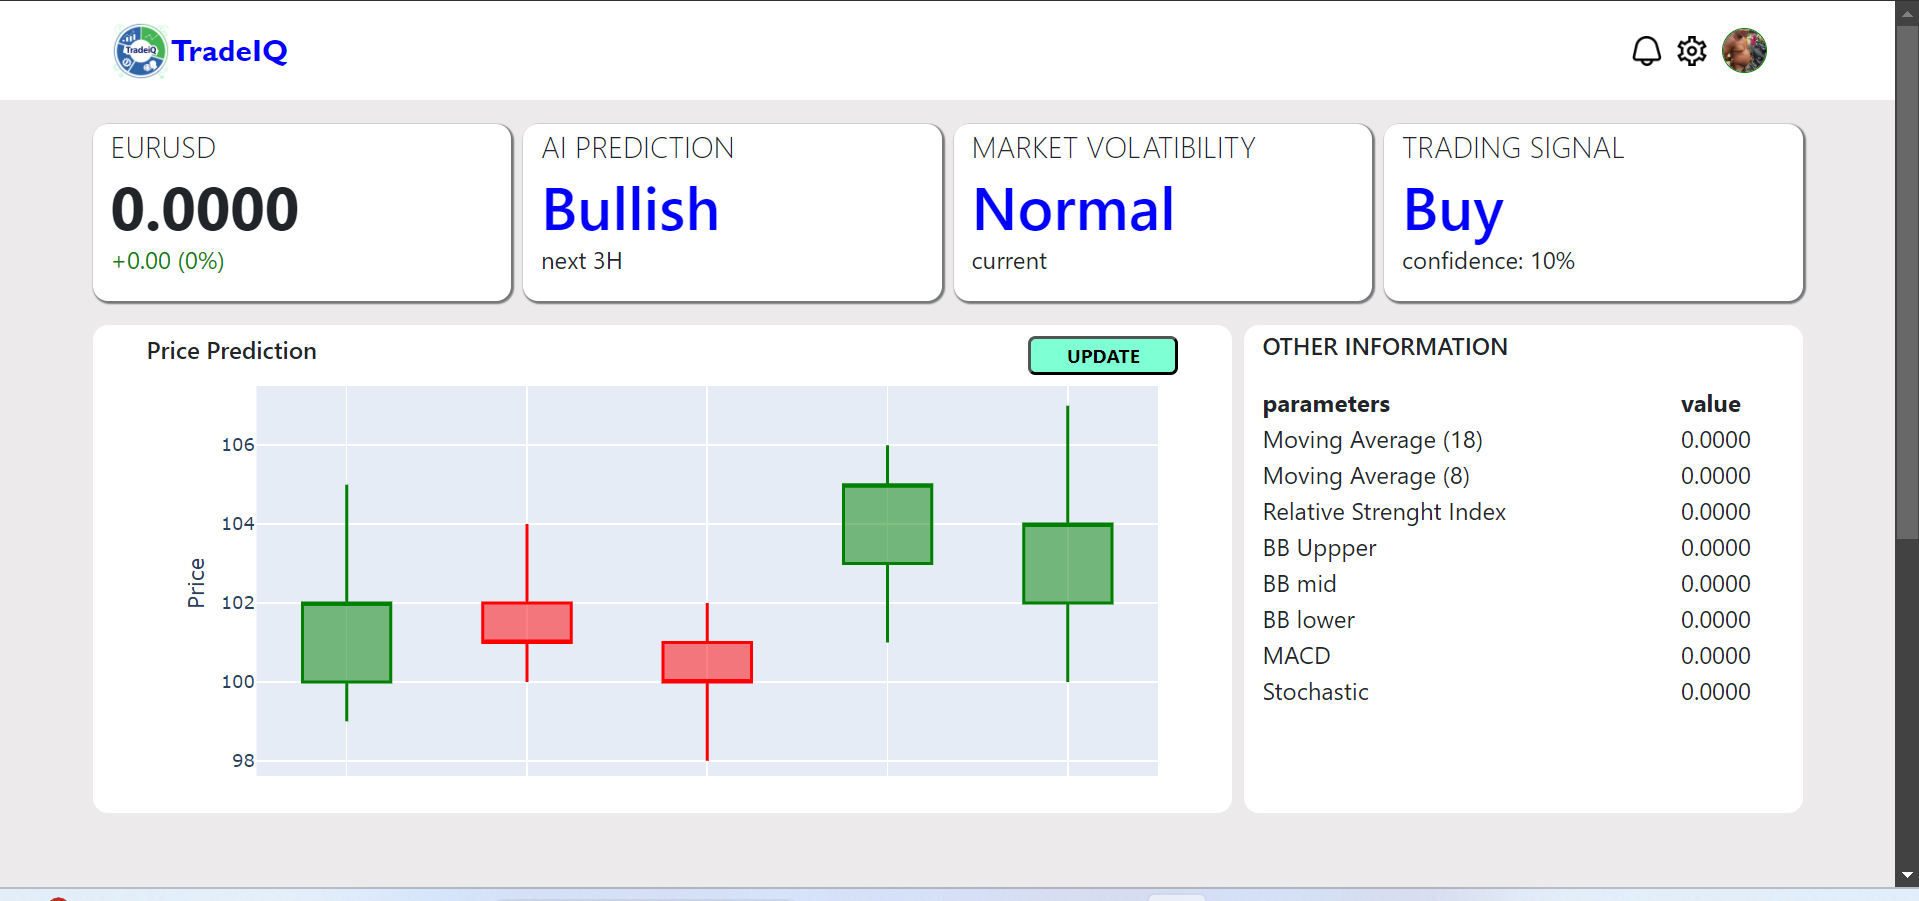 TradeIQ
TradeIQ
EURUSD
0.0000
+0.00 (0%)
AI PREDICTION
Bullish
next 3H
MARKET VOLATIBILITY
Normal
current
TRADING SIGNAL
Buy
confidence: 10%
Price Prediction
UPDATE
Price
106
104
102
100
98
OTHER INFORMATION
parameters value
Moving Average (18) 0.0000
Moving Average (8) 0.0000
Relative Strenght Index 0.0000
BB Uppper 0.0000
BB mid 0.0000
BB lower 0.0000
MACD 0.0000
Stochastic 0.0000